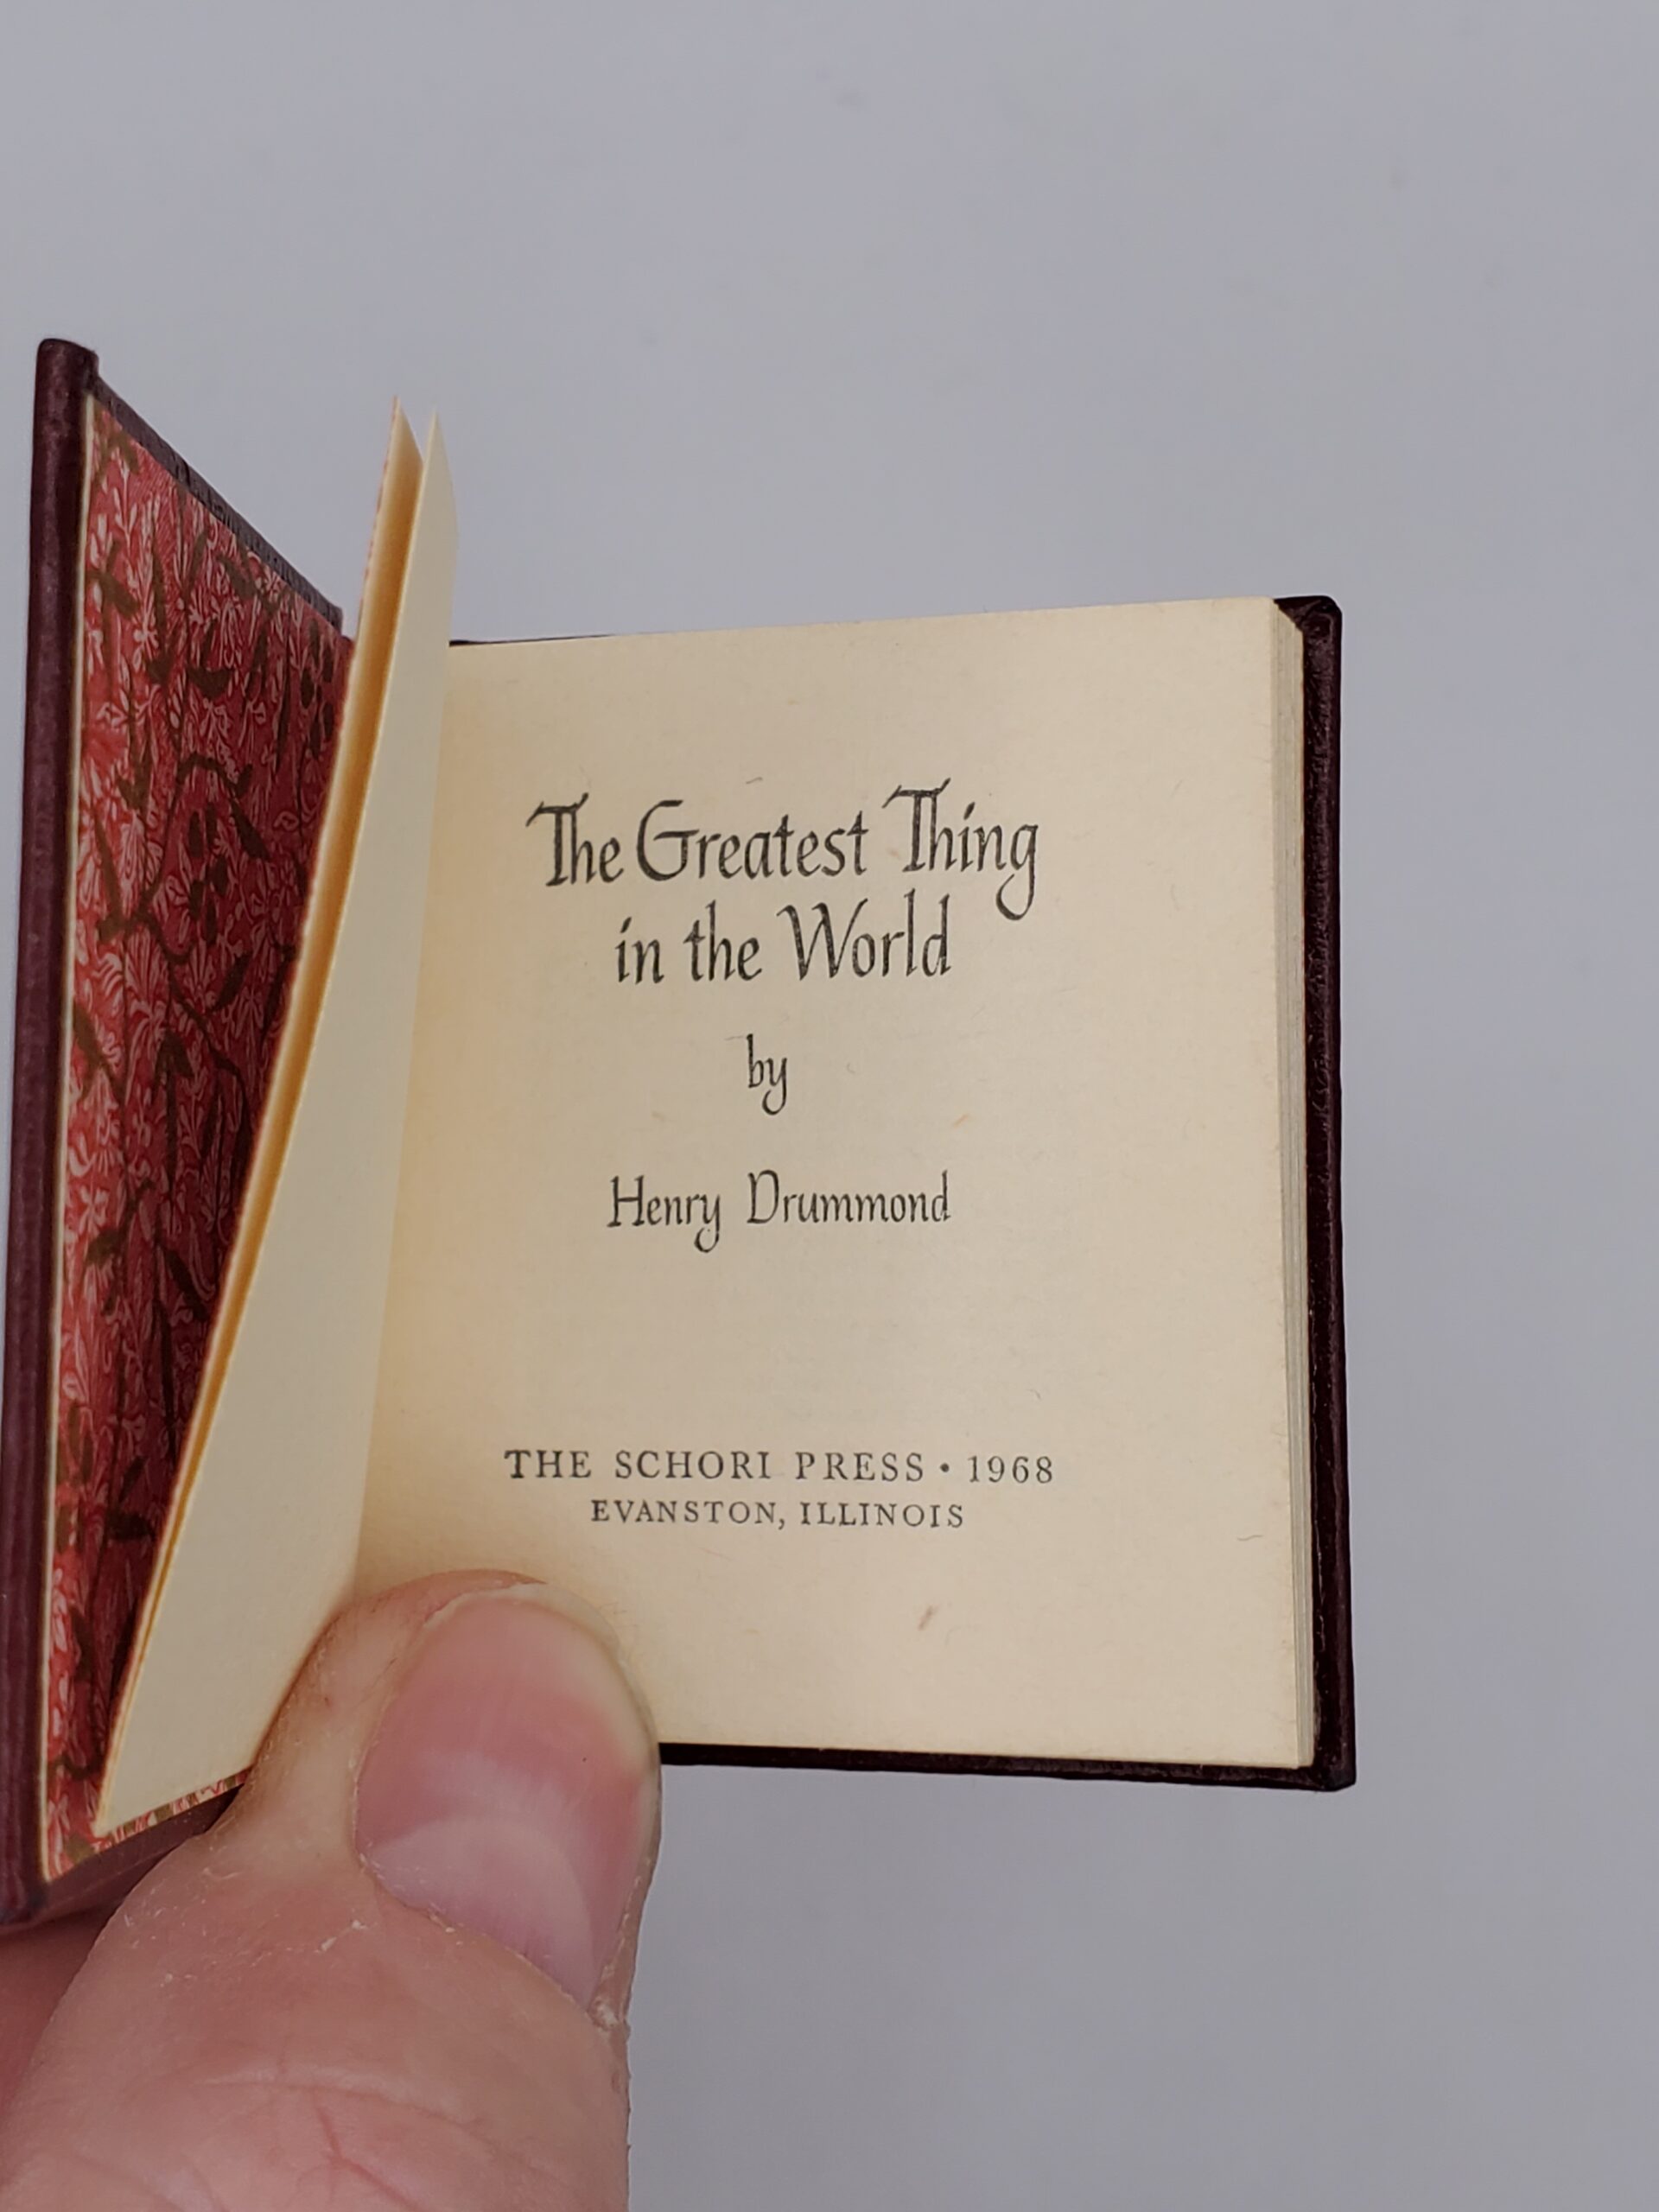 The Greatest Thing
in the World
by
Henry Drummond
THE SCHORI PRESS • 1968
EVANSTON, ILLINOIS